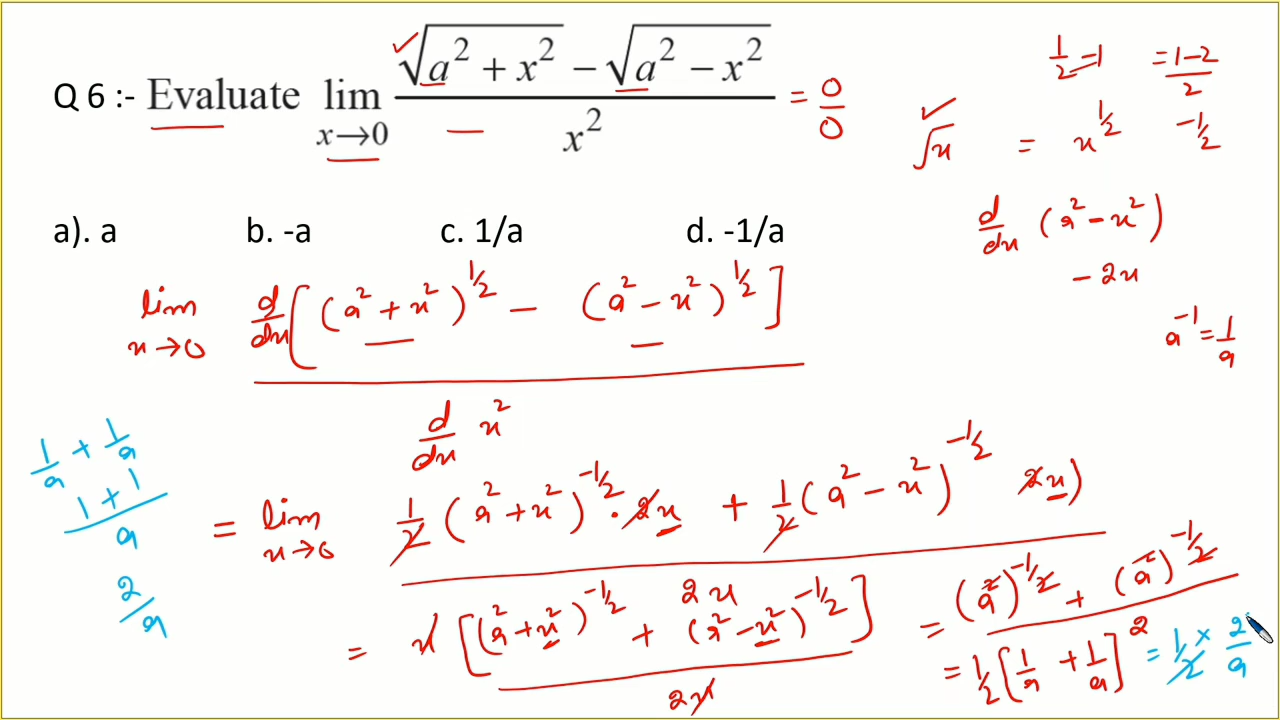 Q 6 :- Evaluate lim x→0 (√(a² + x²) − √(a² − x²)) / x² = 0/0
1/2 − 1 = (1−2)/2
√x = x^1/2 −1/2
a). a b. -a c. 1/a d. -1/a
d/dx (a² − x²)
− 2x
a^−1 = 1/a
lim x→0 d/dx [(a² + x²)^1/2 − (a² − x²)^1/2] / d/dx x²
1/a + 1/a
(1 + 1)/a
2/a
= lim x→0 (1/2 (a² + x²)^−1/2 . 2x + 1/2 (a² − x²)^−1/2 2x) / 2x
= x [(a² + x²)^−1/2 + (a² − x²)^−1/2] / 2x
= ((a²)^−1/2 + (a²)^−1/2) / 2
= 1/2 [1/a + 1/a] = 1/2 × 2/a